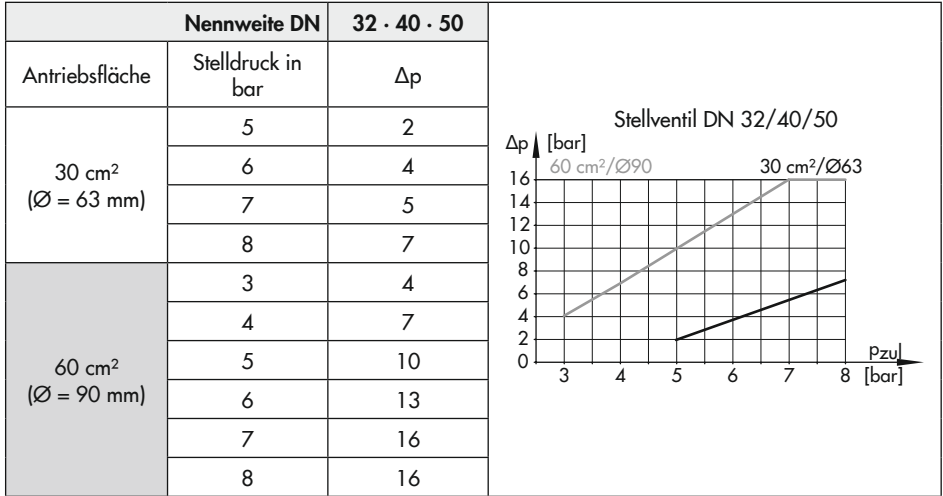 Nennweite DN 32 · 40 · 50
Antriebsfläche Stelldruck in bar Δp
30 cm²
(Ø = 63 mm)
5 2
6 4
7 5
8 7
60 cm²
(Ø = 90 mm)
3 4
4 7
5 10
6 13
7 16
8 16
Stellventil DN 32/40/50
Δp [bar]
60 cm²/Ø90 30 cm²/Ø63
16
14
12
10
8
6
4
2
0
3 4 5 6 7 8
pzul
[bar]